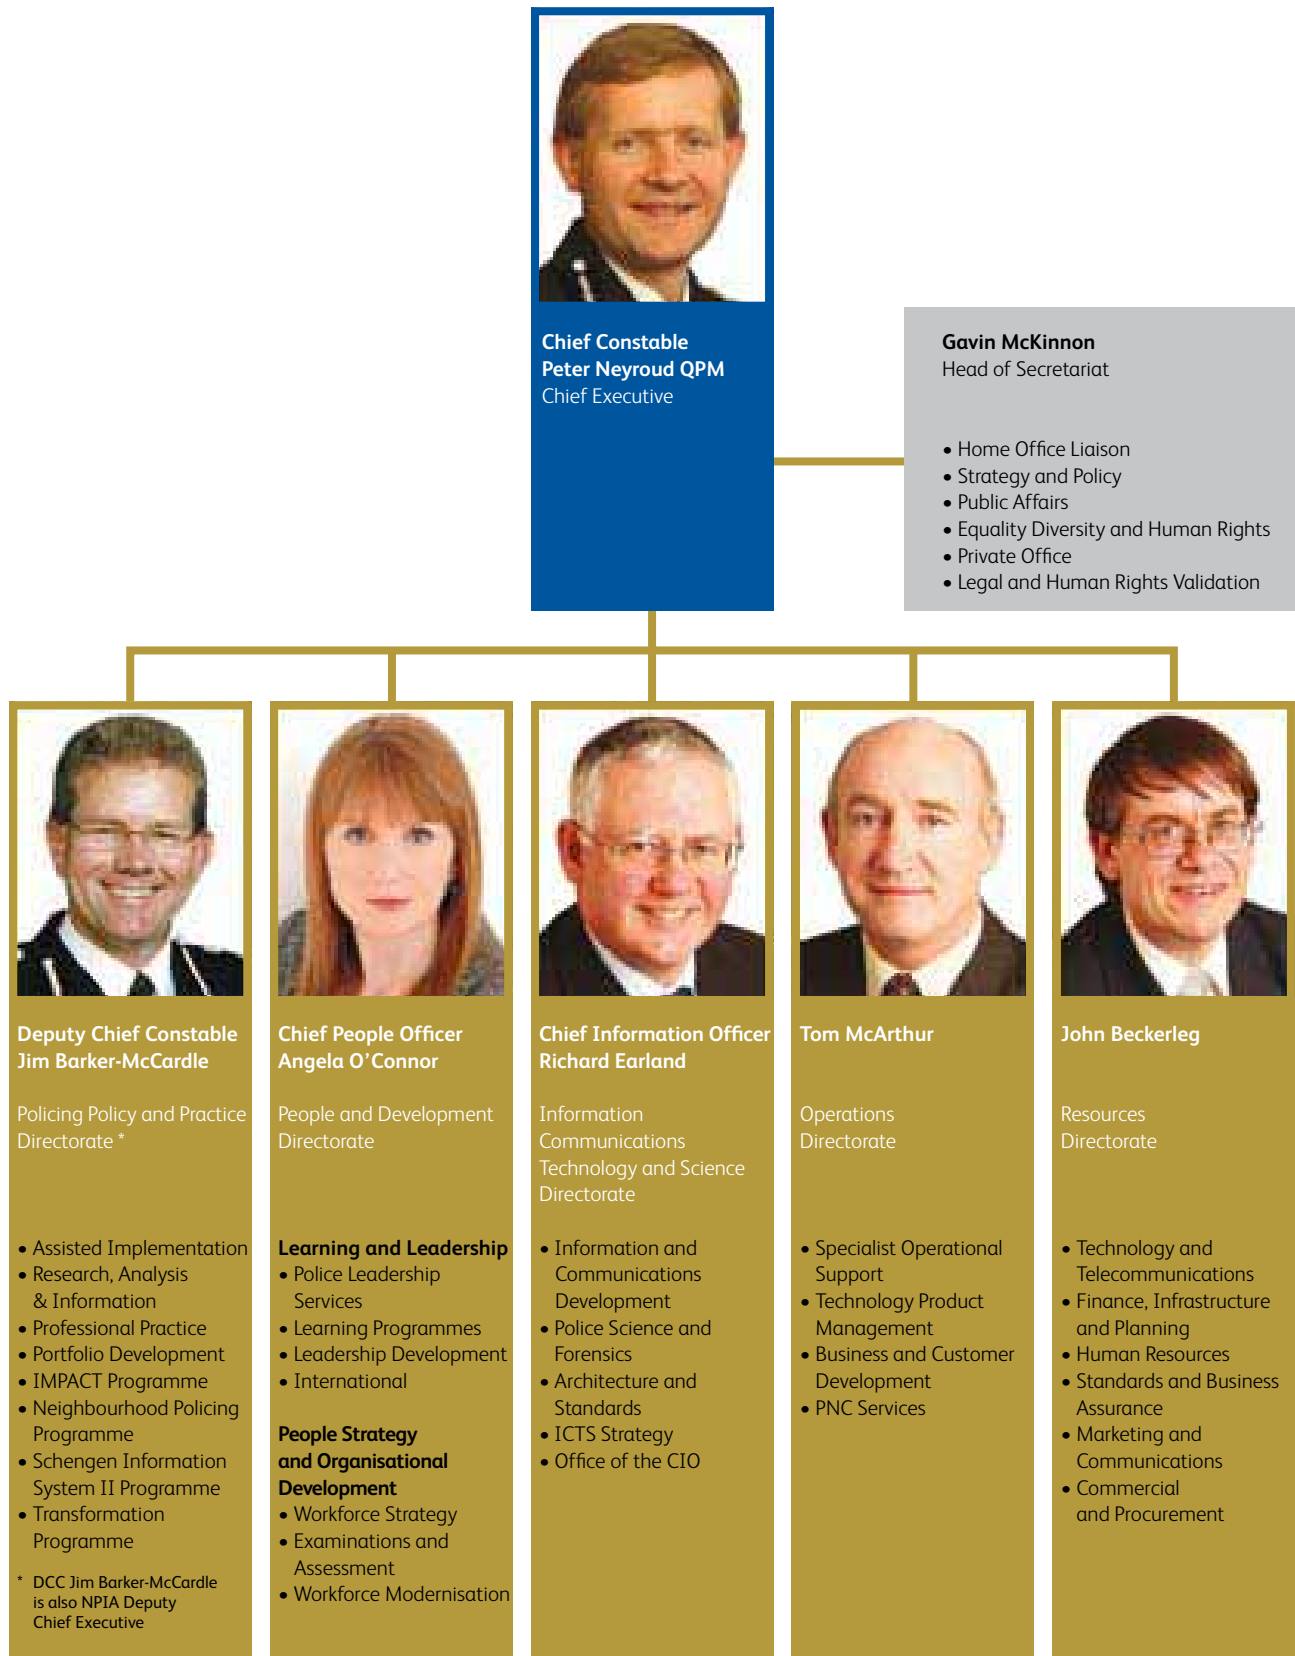 Chief Constable
Peter Neyroud QPM
Chief Executive
Gavin McKinnon
Head of Secretariat
• Home Office Liaison
• Strategy and Policy
• Public Affairs
• Equality Diversity and Human Rights
• Private Office
• Legal and Human Rights Validation
Deputy Chief Constable
Jim Barker-McCardle
Policing Policy and Practice
Directorate *
• Assisted Implementation
• Research, Analysis
& Information
• Professional Practice
• Portfolio Development
• IMPACT Programme
• Neighbourhood Policing
Programme
• Schengen Information
System II Programme
• Transformation
Programme
* DCC Jim Barker-McCardle
is also NPIA Deputy
Chief Executive
Chief People Officer
Angela O'Connor
People and Development
Directorate
Learning and Leadership
• Police Leadership
Services
• Learning Programmes
• Leadership Development
• International
People Strategy
and Organisational
Development
• Workforce Strategy
• Examinations and
Assessment
• Workforce Modernisation
Chief Information Officer
Richard Earland
Information
Communications
Technology and Science
Directorate
• Information and
Communications
Development
• Police Science and
Forensics
• Architecture and
Standards
• ICTS Strategy
• Office of the CIO
Tom McArthur
Operations
Directorate
• Specialist Operational
Support
• Technology Product
Management
• Business and Customer
Development
• PNC Services
John Beckerleg
Resources
Directorate
• Technology and
Telecommunications
• Finance, Infrastructure
and Planning
• Human Resources
• Standards and Business
Assurance
• Marketing and
Communications
• Commercial
and Procurement